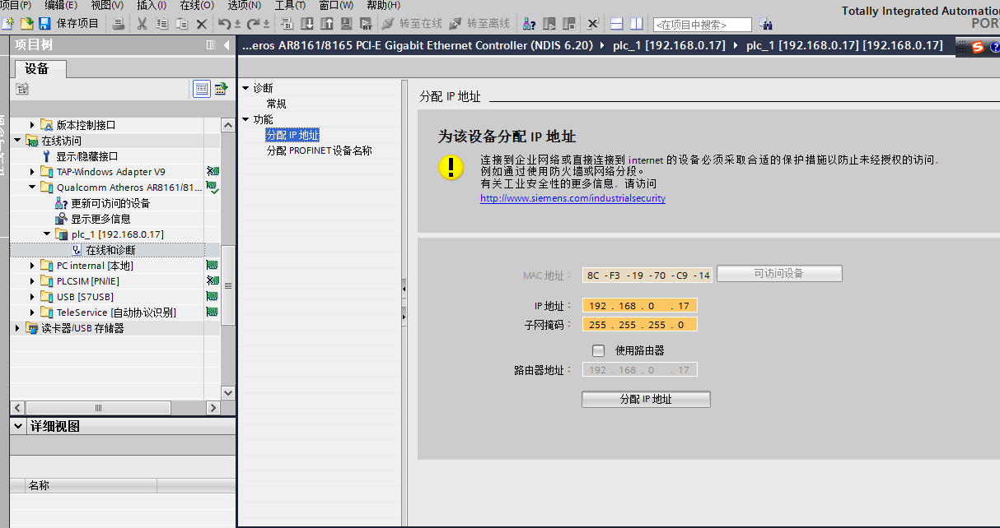 项目(P) 编辑(E) 视图(V) 插入(I) 在线(O) 选项(N) 工具(T) 窗口(W) 帮助(H)
Totally Integrated Automation
PORT
保存项目
转至在线 转至离线
<在项目中搜索>
项目树
...eros AR8161/8165 PCI-E Gigabit Ethernet Controller (NDIS 6.20) plc_1 [192.168.0.17] plc_1 [192.168.0.17] [192.168.0.17]
设备
版本控制接口
在线访问
显示/隐藏接口
TAP-Windows Adapter V9
Qualcomm Atheros AR8161/81...
更新可访问的设备
显示更多信息
plc_1 [192.168.0.17]
在线和诊断
PC internal [本地]
PLCSIM [PN/IE]
USB [S7USB]
TeleService [自动协议识别]
读卡器/USB 存储器
详细视图
名称
诊断
常规
功能
分配 IP 地址
分配 PROFINET 设备名称
分配 IP 地址
为该设备分配 IP 地址
连接到企业网络或直接连接到 internet 的设备必须采取合适的保护措施以防止未经授权的访问.
例如通过使用防火墙或网络分段。
有关工业安全性的更多信息，请访问
http://www.siemens.com/industrialsecurity
MAC 地址： 8C -F3 -19 -70 -C9 -14 可访问设备
IP 地址： 192 . 168 . 0 . 17
子网掩码： 255 . 255 . 255 . 0
使用路由器
路由器地址： 192 . 168 . 0 . 17
分配 IP 地址